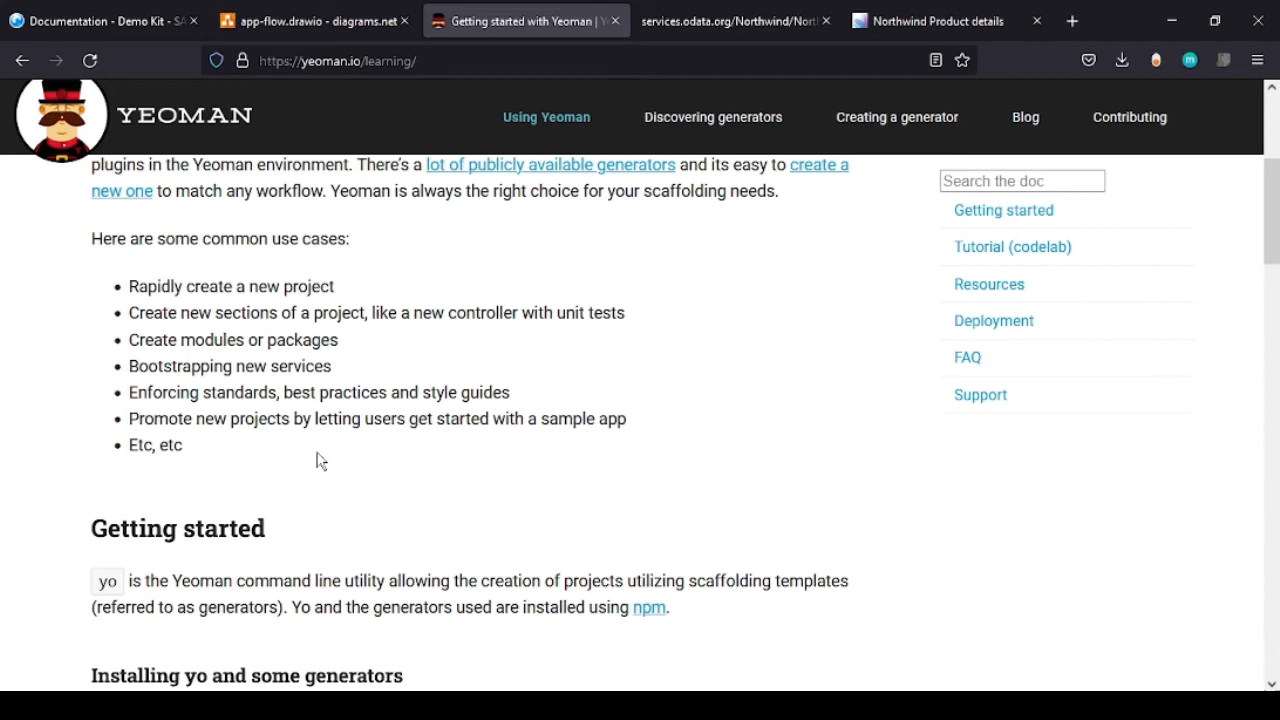 Documentation - Demo Kit - SA
app-flow.drawio - diagrams.net
Getting started with Yeoman | Y
services.odata.org/Northwind/Nort
Northwind Product details
https://yeoman.io/learning/
YEOMAN
Using Yeoman
Discovering generators
Creating a generator
Blog
Contributing
plugins in the Yeoman environment. There's a lot of publicly available generators and its easy to create a
new one to match any workflow. Yeoman is always the right choice for your scaffolding needs.
Here are some common use cases:
• Rapidly create a new project
• Create new sections of a project, like a new controller with unit tests
• Create modules or packages
• Bootstrapping new services
• Enforcing standards, best practices and style guides
• Promote new projects by letting users get started with a sample app
• Etc, etc
Getting started
yo is the Yeoman command line utility allowing the creation of projects utilizing scaffolding templates
(referred to as generators). Yo and the generators used are installed using npm.
Installing yo and some generators
Search the doc
Getting started
Tutorial (codelab)
Resources
Deployment
FAQ
Support